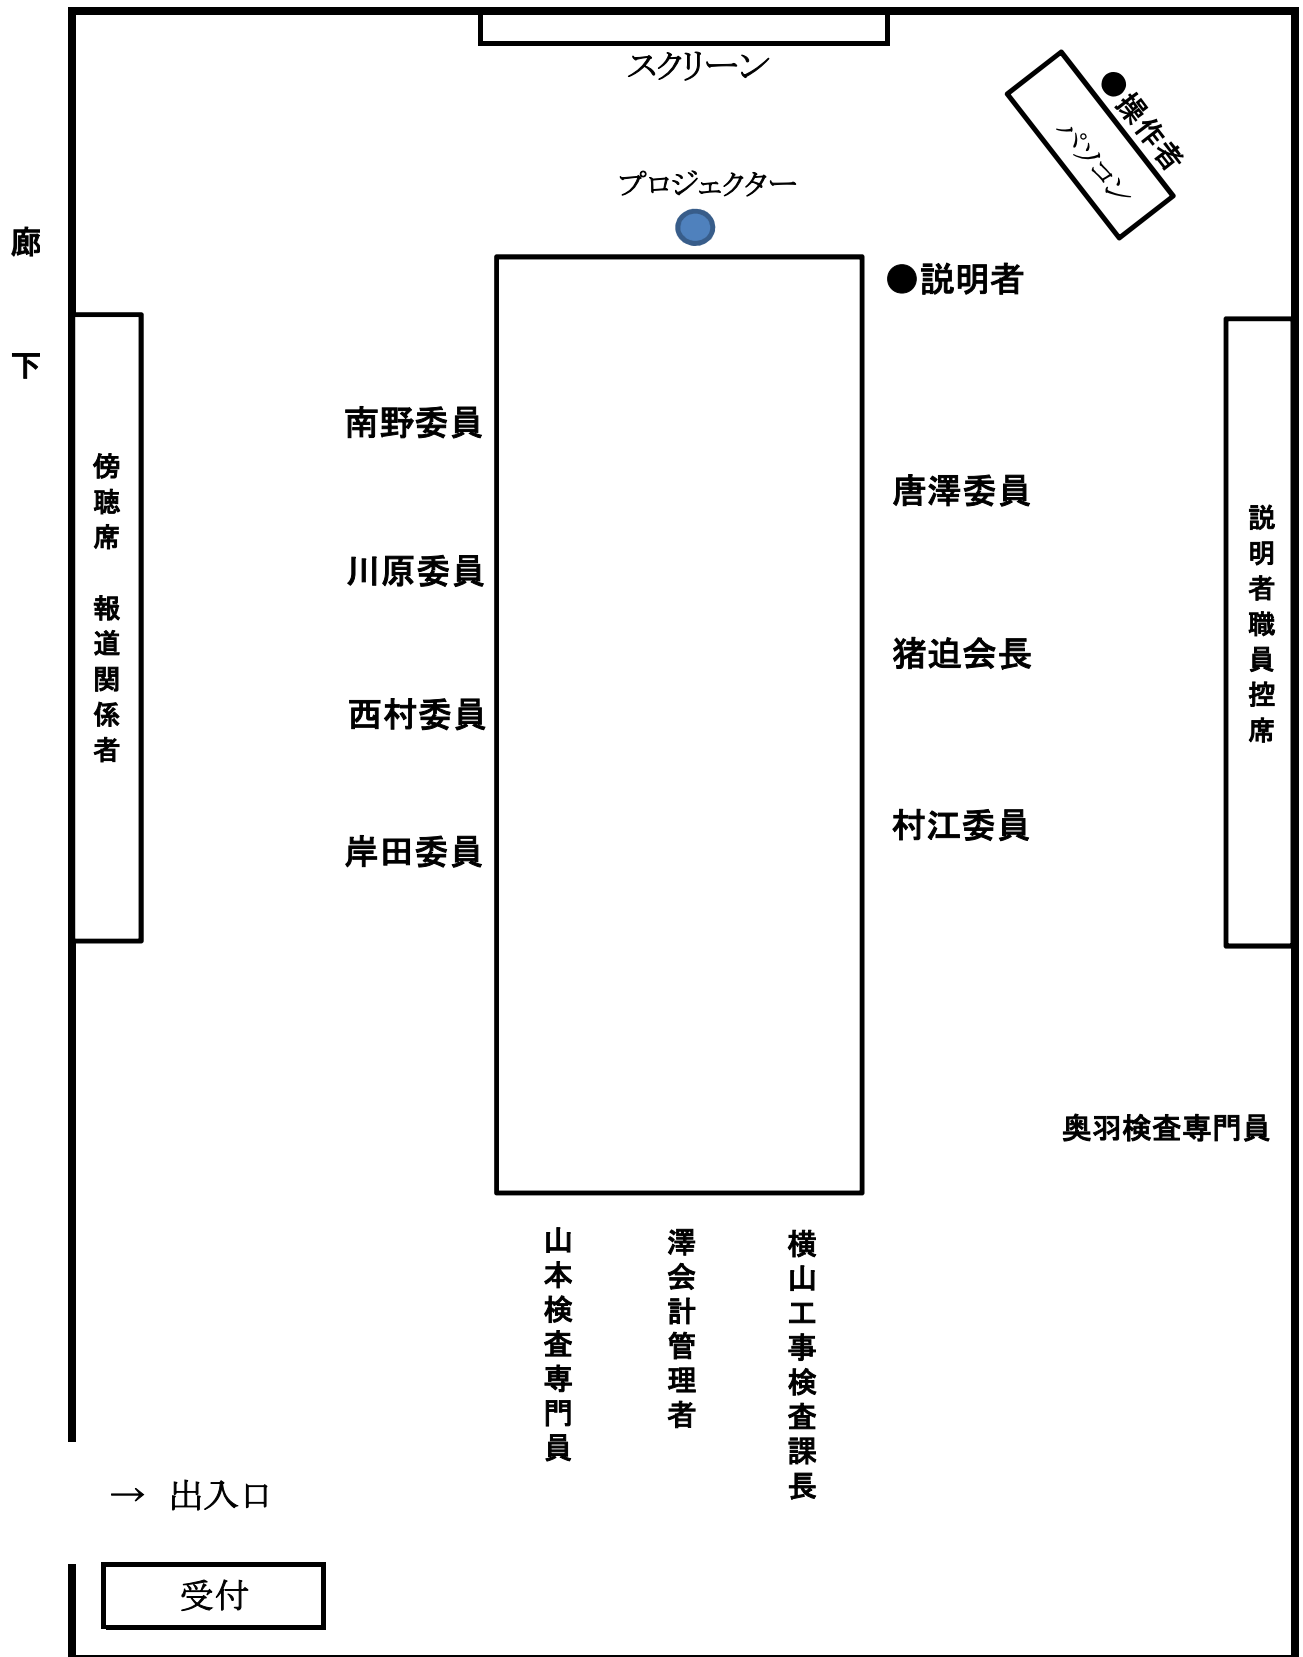 スクリーン
●操作者
パソコン
プロジェクター
廊下
●説明者
南野委員
唐澤委員
川原委員
猪迫会長
西村委員
村江委員
岸田委員
傍聴席 報道関係者
説明者職員控席
奥羽検査専門員
山本検査専門員
澤会計管理者
横山工事検査課長
→ 出入口
受付